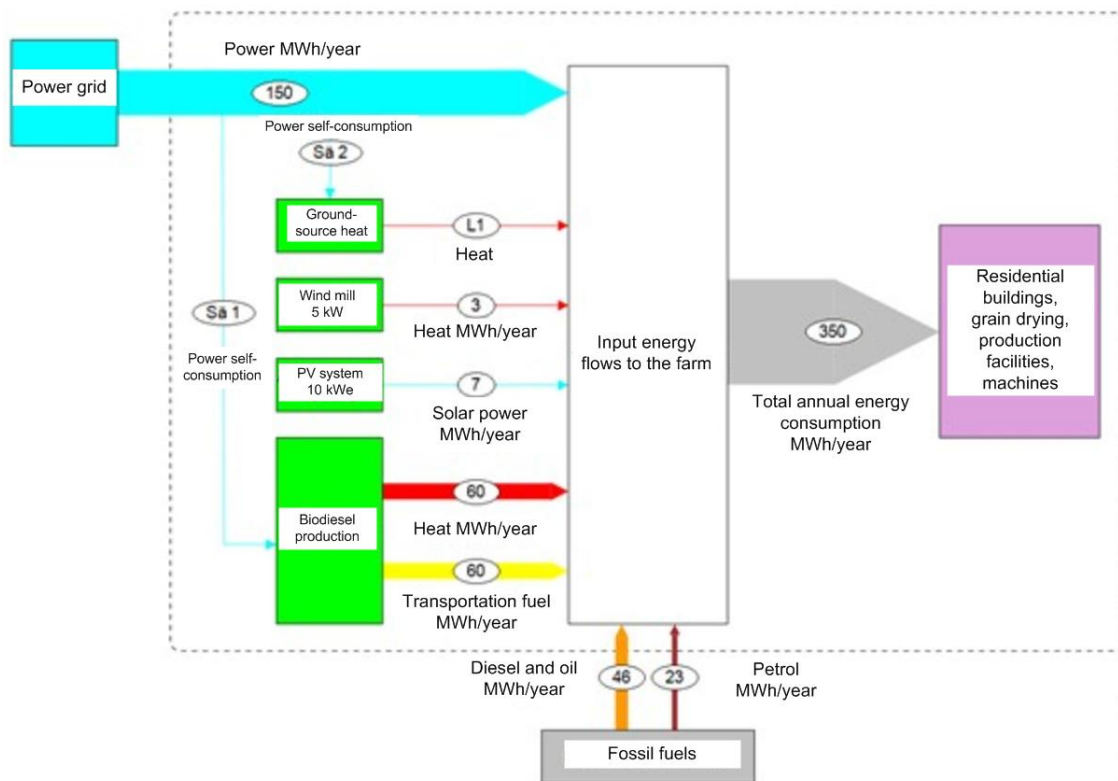 Power MWh/year
Power grid
150
Power self-consumption
Sä 2
Ground-
source heat
L1
Heat
Wind mill
5 kW
3
Heat MWh/year
Sä 1
Power self-
consumption
PV system
10 kWe
7
Solar power
MWh/year
Input energy
flows to the farm
350
Total annual energy
consumption
MWh/year
Residential
buildings,
grain drying,
production
facilities,
machines
Biodiesel
production
60
Heat MWh/year
60
Transportation fuel
MWh/year
Diesel and oil
MWh/year
46
23
Petrol
MWh/year
Fossil fuels